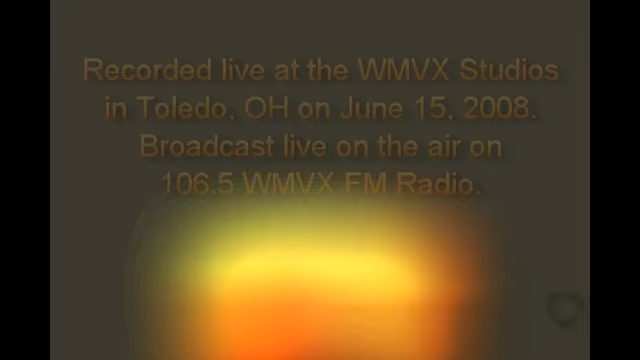 Recorded live at the WMVX Studios
in Toledo, OH on June 15, 2008.
Broadcast live on the air on
106.5 WMVX FM Radio.